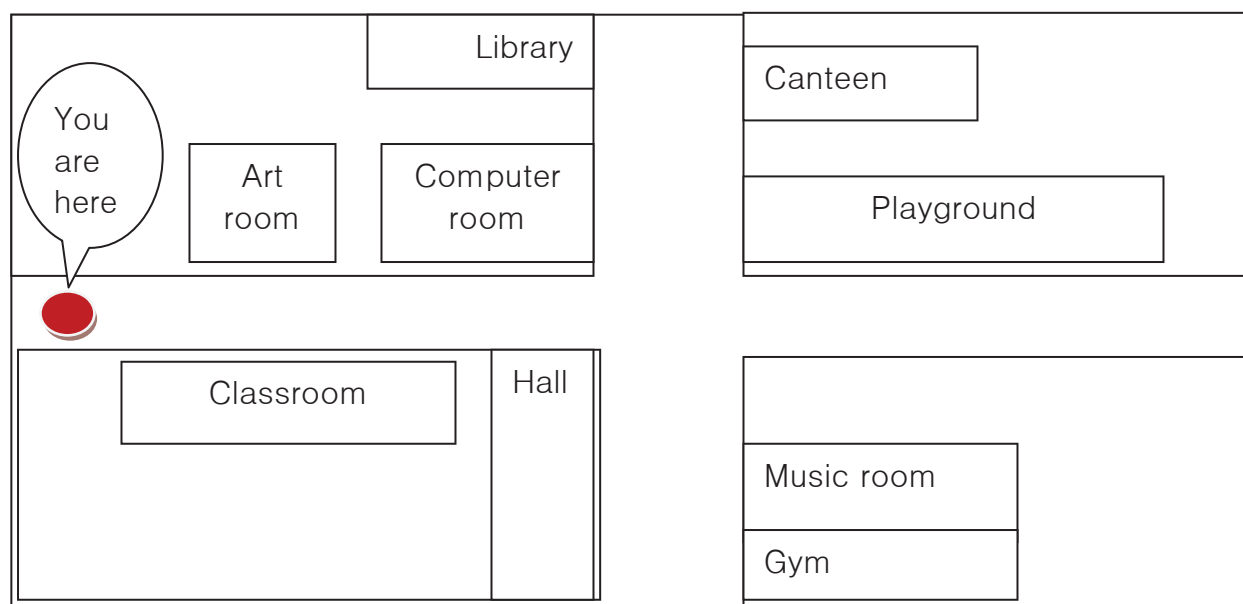 Library
Canteen
You
are
here
Art
room
Computer
room
Playground
Classroom
Hall
Music room
Gym